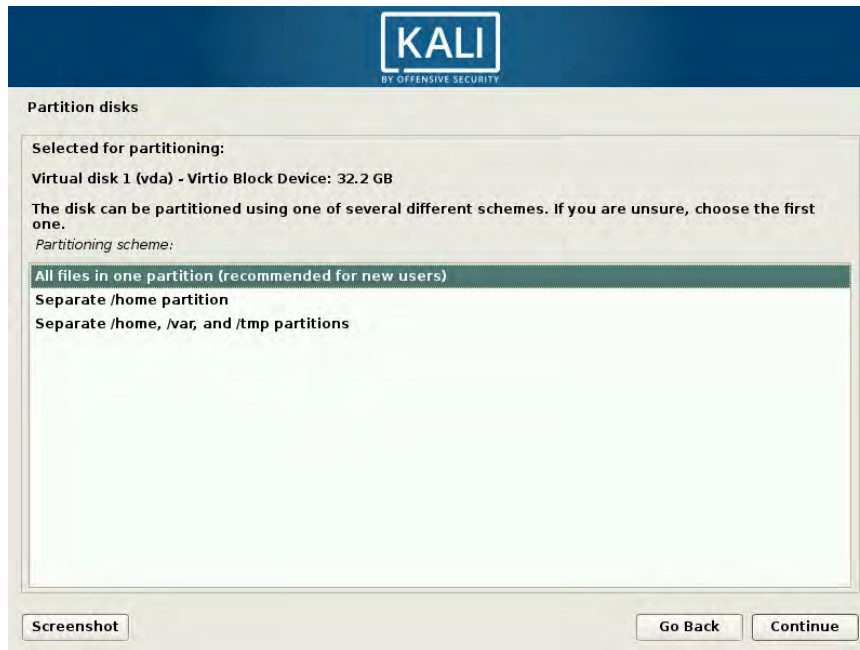 KALI
BY OFFENSIVE SECURITY
Partition disks
Selected for partitioning:
Virtual disk 1 (vda) - Virtio Block Device: 32.2 GB
The disk can be partitioned using one of several different schemes. If you are unsure, choose the first
one.
Partitioning scheme:
All files in one partition (recommended for new users)
Separate /home partition
Separate /home, /var, and /tmp partitions
Screenshot
Go Back
Continue